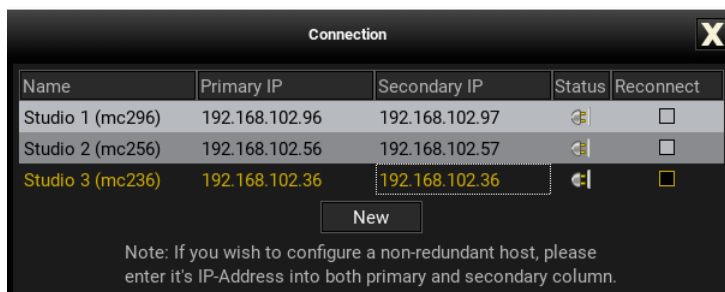 Connection
X
Name Primary IP Secondary IP Status Reconnect
Studio 1 (mc296) 192.168.102.96 192.168.102.97
Studio 2 (mc256) 192.168.102.56 192.168.102.57
Studio 3 (mc236) 192.168.102.36 192.168.102.36
New
Note: If you wish to configure a non-redundant host, please
enter it's IP-Address into both primary and secondary column.